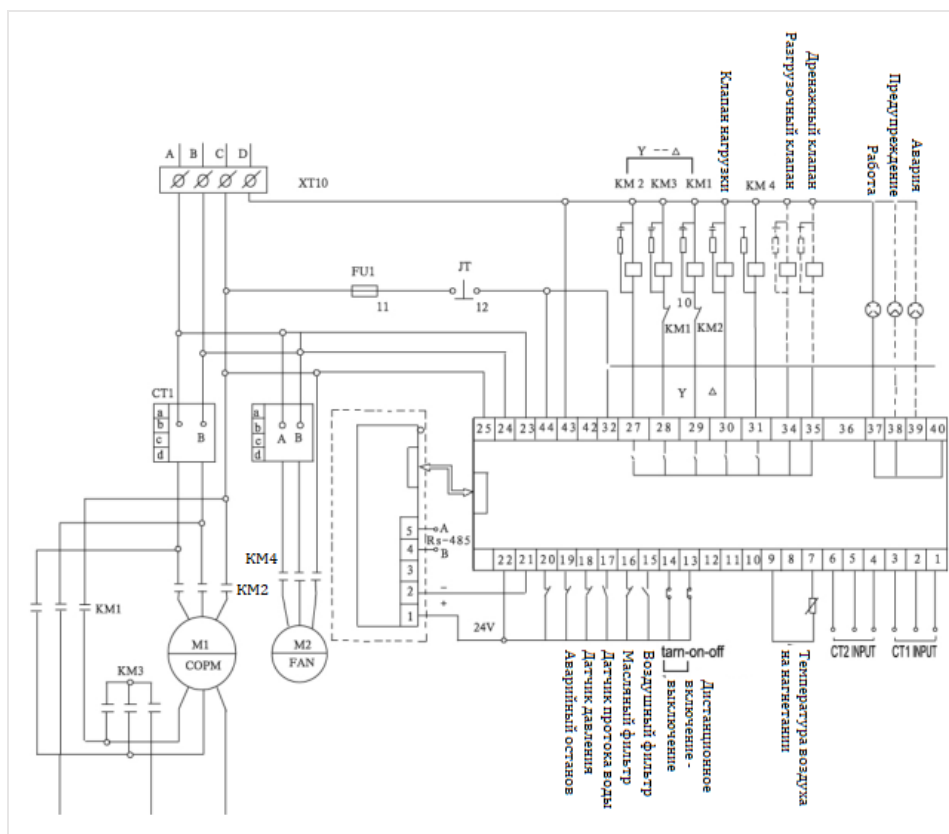 Дренажный клапан
Разгрузочный клапан
Клапан нагрузки
Авария
Предупреждение
Работа
A B C D
XT10
Y -- △
KM 2 KM3 KM1 KM 4
FU1
11
JT
12
10
KM1 KM2
Y △
CT1
a
b
c
d
B
a
b
c
d
A B
25 24 23 44 43 42 32 27 28 29 30 31 34 35 36 37 38 39 40
5 A
Rs-485
4 B
3
2 −
1 +
24V
22 21 20 19 18 17 16 15 14 13 12 11 10 9 8 7 6 5 4 3 2 1
KM4
KM2
KM1
M1
COPM
M2
FAN
KM3
tarn-on-off
CT2 INPUT CT1 INPUT
Аварийный останов
Датчик давления
Датчик протока воды
Масляный фильтр
Воздушный фильтр
Дистанционное
включение -
выключение
Температура воздуха
на нагнетании